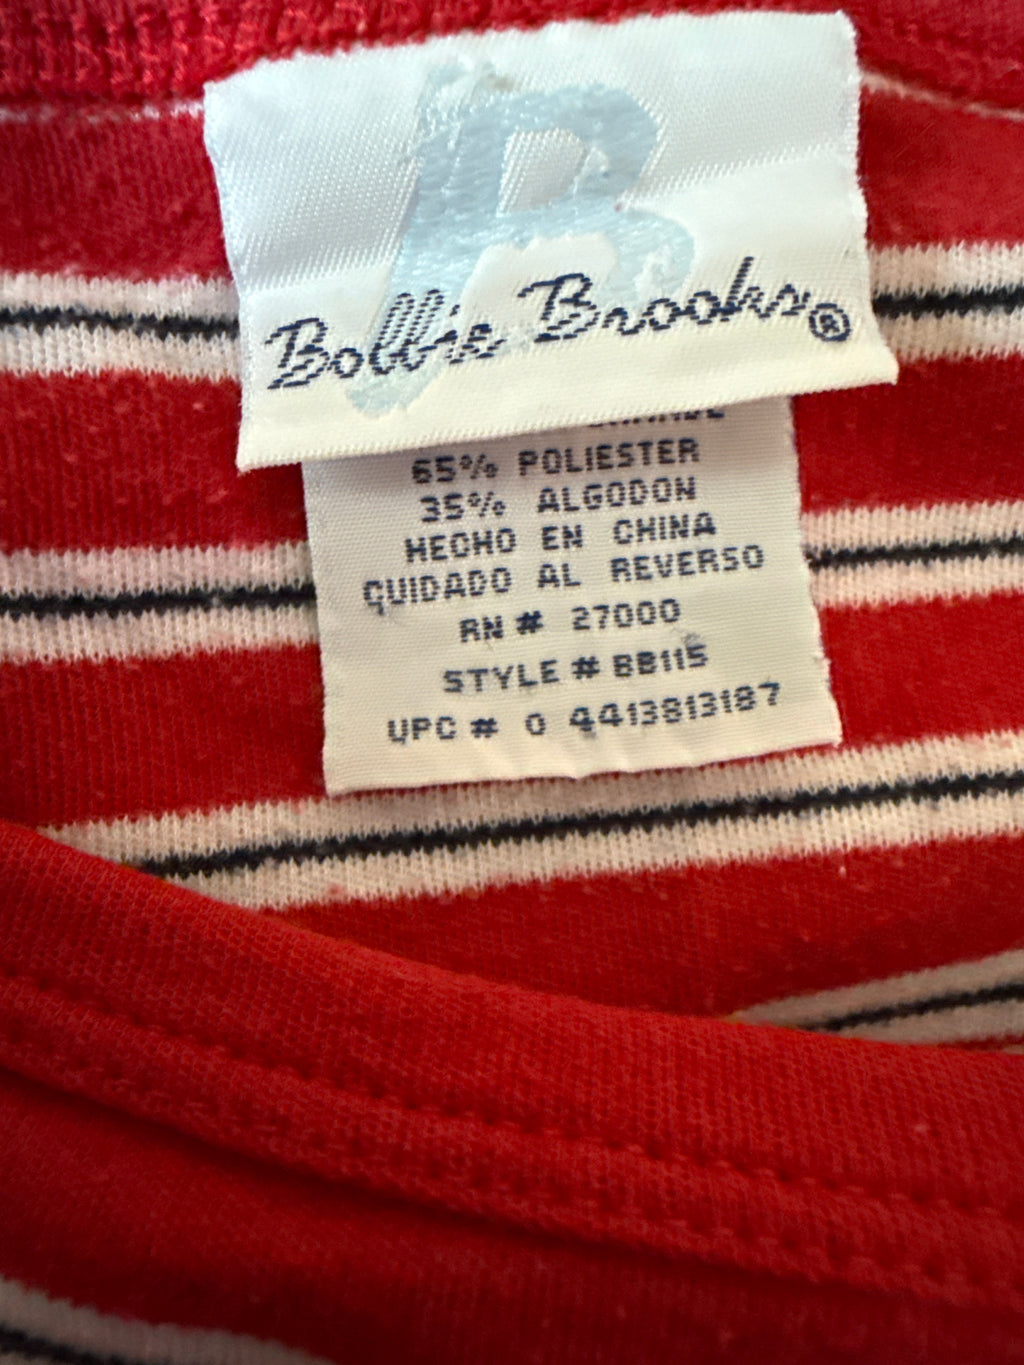 B
Bobbie Brooks®
65% POLIESTER
35% ALGODON
HECHO EN CHINA
CUIDADO AL REVERSO
RN # 27000
STYLE # BB115
UPC # 0 4413813187